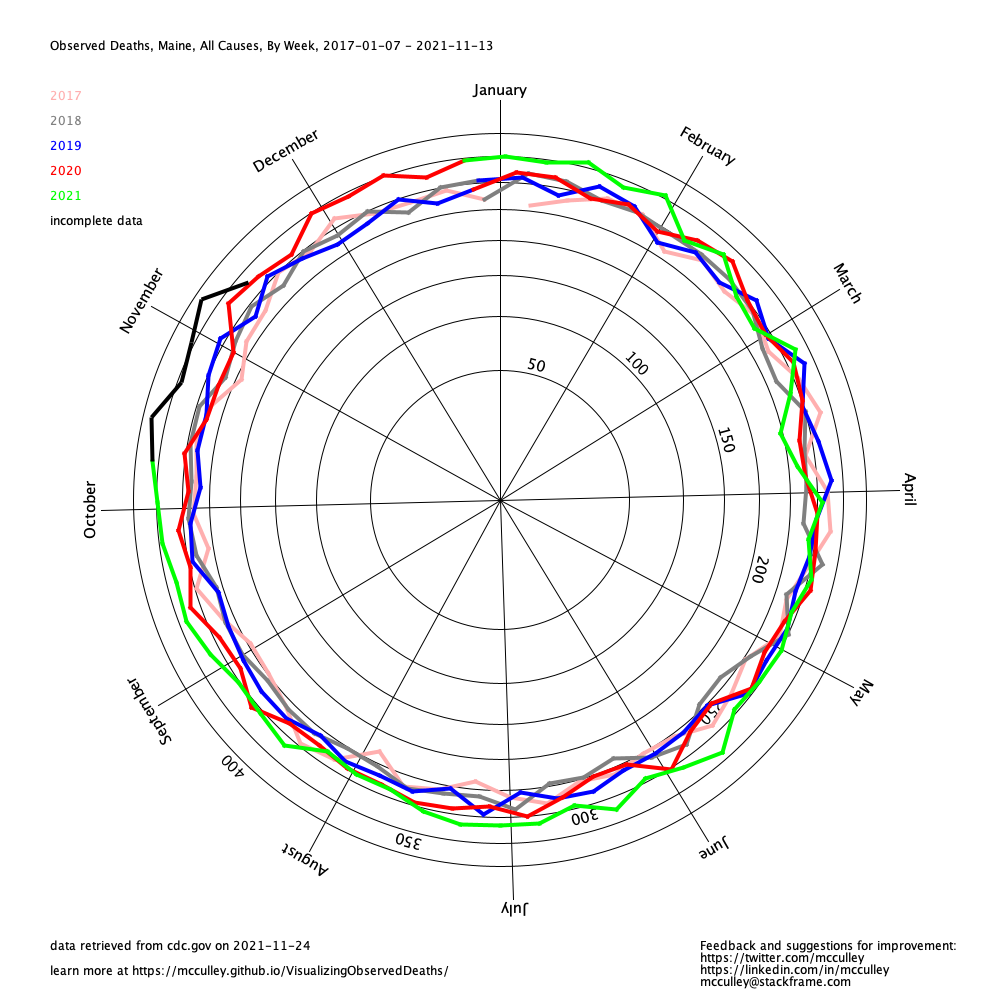 Observed Deaths, Maine, All Causes, By Week, 2017-01-07 - 2021-11-13
2017
2018
2019
2020
2021
incomplete data
January
February
March
April
May
June
July
August
September
October
November
December
50
100
150
200
250
300
350
400
data retrieved from cdc.gov on 2021-11-24
learn more at https://mcculley.github.io/VisualizingObservedDeaths/
Feedback and suggestions for improvement:
https://twitter.com/mcculley
https://linkedin.com/in/mcculley
mcculley@stackframe.com